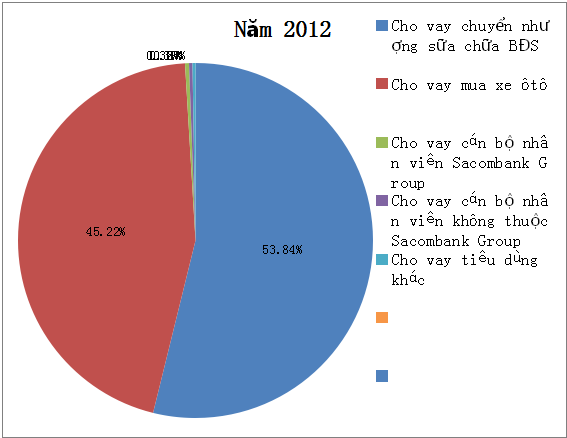 Năm 2012
45.22%
53.84%
Cho vay chuyển như
ợng sữa chữa BĐS
Cho vay mua xe ôtô
Cho vay cán bộ nhâ
n viên Sacombank G
roup
Cho vay cán bộ nhâ
n viên không thuộc
Sacombank Group
Cho vay tiêu dùng
khác